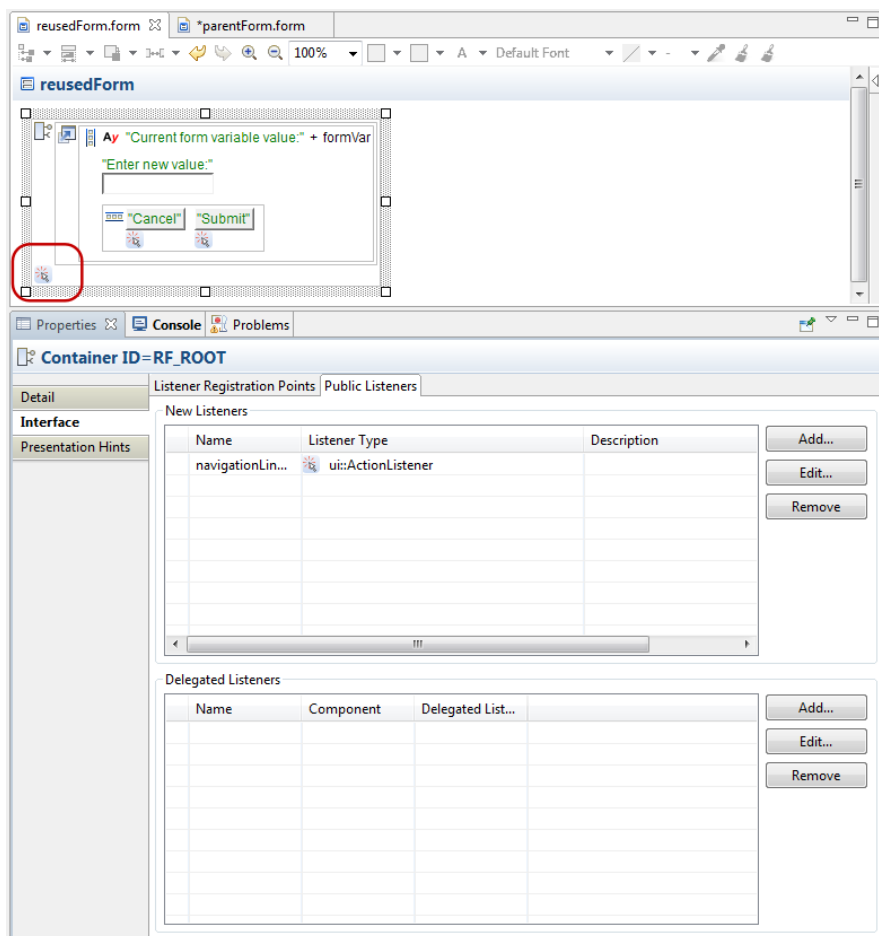 reusedForm.form *parentForm.form
100% A Default Font -
reusedForm
Ay "Current form variable value:" + formVar
"Enter new value:"
"Cancel" "Submit"
Properties Console Problems
Container ID=RF_ROOT
Detail
Interface
Presentation Hints
Listener Registration Points Public Listeners
New Listeners
Name Listener Type Description
navigationLin... ui::ActionListener
Add...
Edit...
Remove
Delegated Listeners
Name Component Delegated List...
Add...
Edit...
Remove